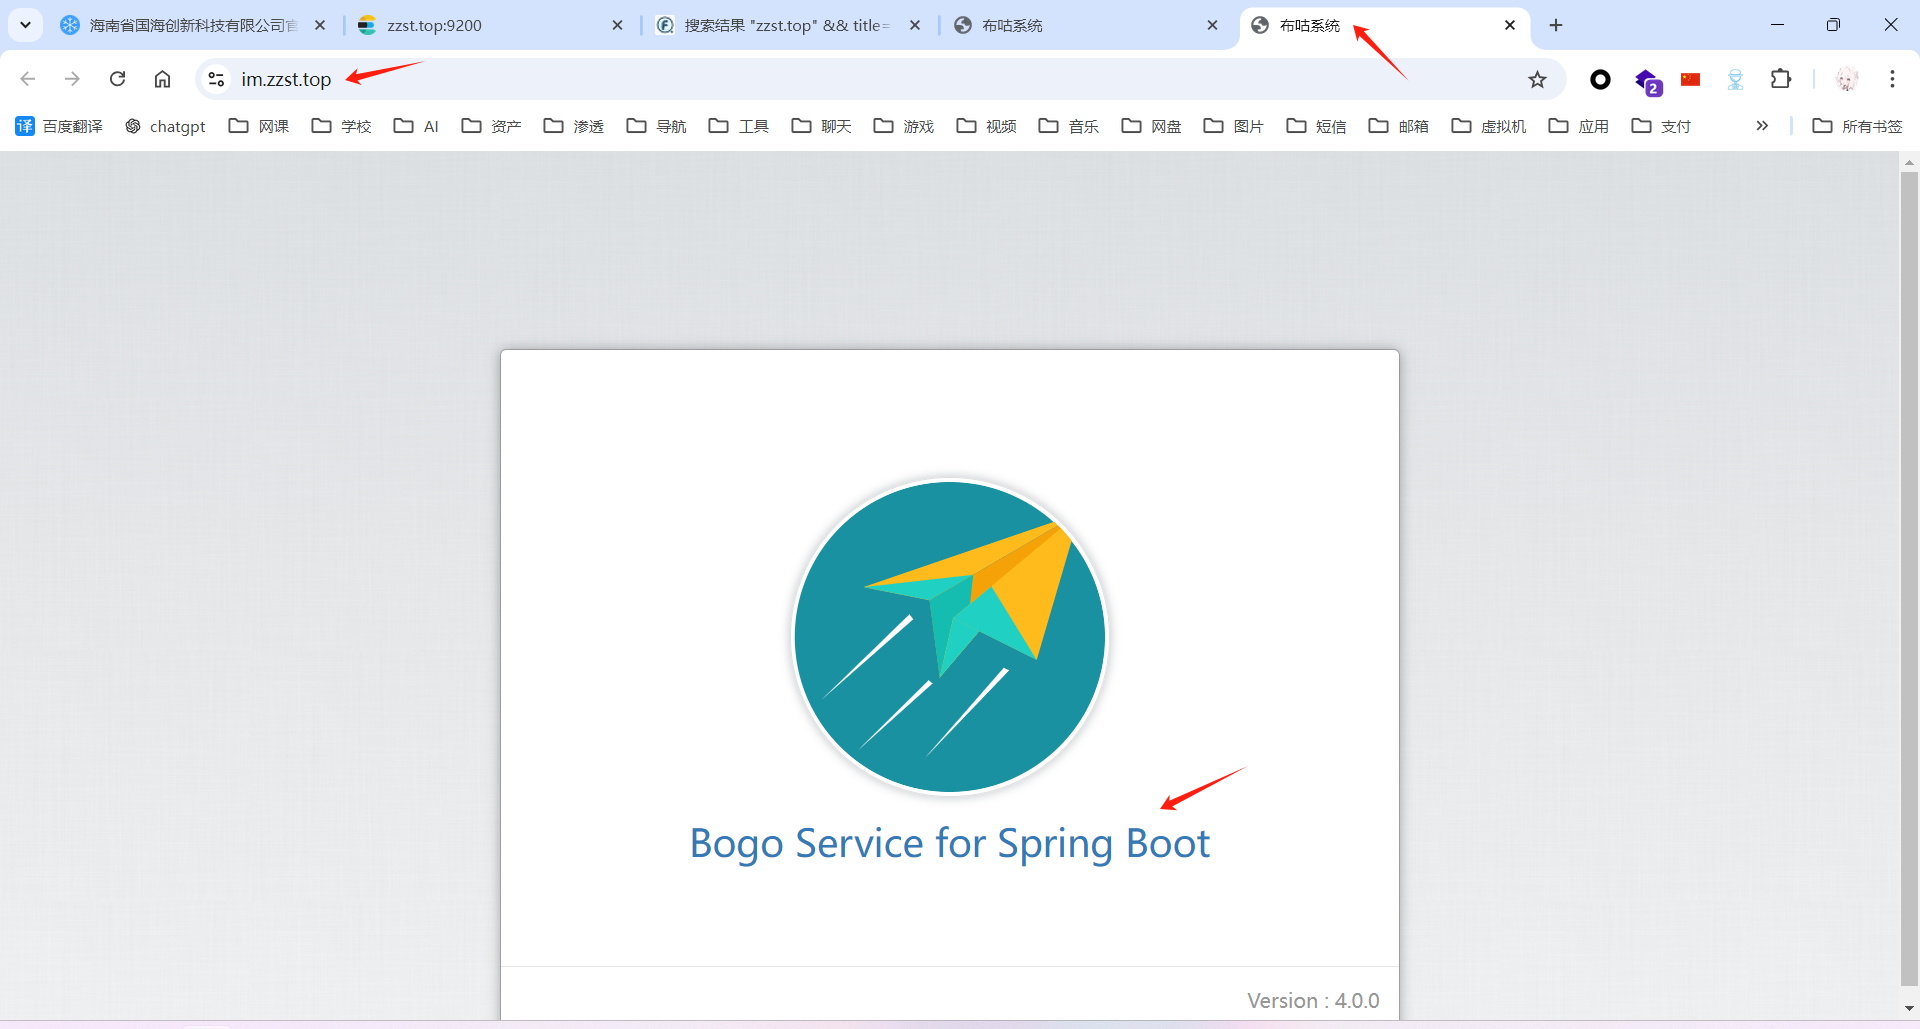 海南省国海创新科技有限公司官
zzst.top:9200
搜索结果 "zzst.top" && title=
布咕系统
布咕系统
im.zzst.top
2
译 百度翻译
chatgpt
网课
学校
AI
资产
渗透
导航
工具
聊天
游戏
视频
音乐
网盘
图片
短信
邮箱
虚拟机
应用
支付
所有书签
Bogo Service for Spring Boot
Version : 4.0.0